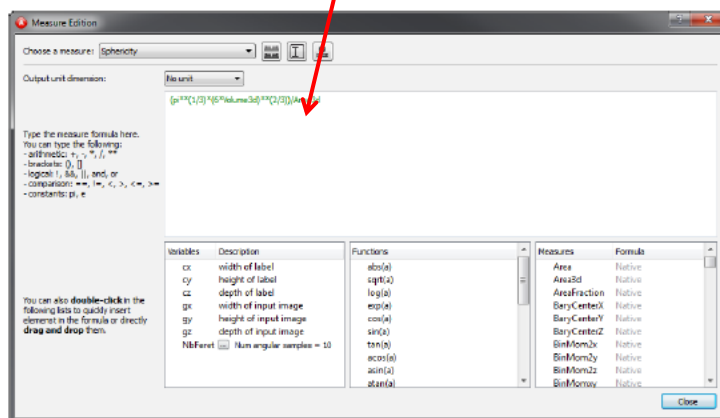 Measure Edition
Choose a measure: Sphericity
Output unit dimension: No unit
(pi**(1/3)*(6*Volume3d)**(2/3))/Area3d
Type the measure formula here.
You can type the following:
- arithmetic: +, -, *, /, **
- brackets: (), []
- logical: !, &&, ||, and, or
- comparison: ==, !=, <, >, <=, >=
- constants: pi, e
You can also double-click in the
following lists to quickly insert
elemenst in the formula or directly
drag and drop them.
Variables Description
cx width of label
cy height of label
cz depth of label
gx width of input image
gy height of input image
gz depth of input image
NbFeret ... Num angular samples = 10
Functions
abs(a)
sqrt(a)
log(a)
exp(a)
cos(a)
sin(a)
tan(a)
acos(a)
asin(a)
atan(a)
Measures Formula
Area Native
Area3d Native
AreaFraction Native
BaryCenterX Native
BaryCenterY Native
BaryCenterZ Native
BinMom2x Native
BinMom2y Native
BinMom2z Native
BinMomxy Native
Close